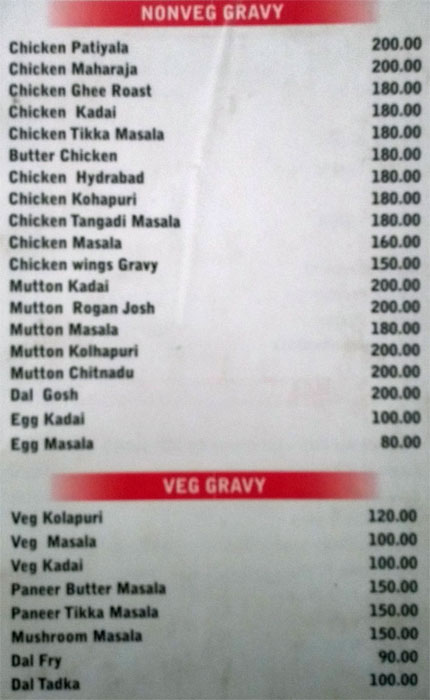 NONVEG GRAVY
Chicken Patiyala 200.00
Chicken Maharaja 200.00
Chicken Ghee Roast 180.00
Chicken Kadai 180.00
Chicken Tikka Masala 180.00
Butter Chicken 180.00
Chicken Hydrabad 180.00
Chicken Kohapuri 180.00
Chicken Tangadi Masala 180.00
Chicken Masala 160.00
Chicken wings Gravy 150.00
Mutton Kadai 200.00
Mutton Rogan Josh 200.00
Mutton Masala 180.00
Mutton Kolhapuri 200.00
Mutton Chitnadu 200.00
Dal Gosh 200.00
Egg Kadai 100.00
Egg Masala 80.00
VEG GRAVY
Veg Kolapuri 120.00
Veg Masala 100.00
Veg Kadai 100.00
Paneer Butter Masala 150.00
Paneer Tikka Masala 150.00
Mushroom Masala 150.00
Dal Fry 90.00
Dal Tadka 100.00